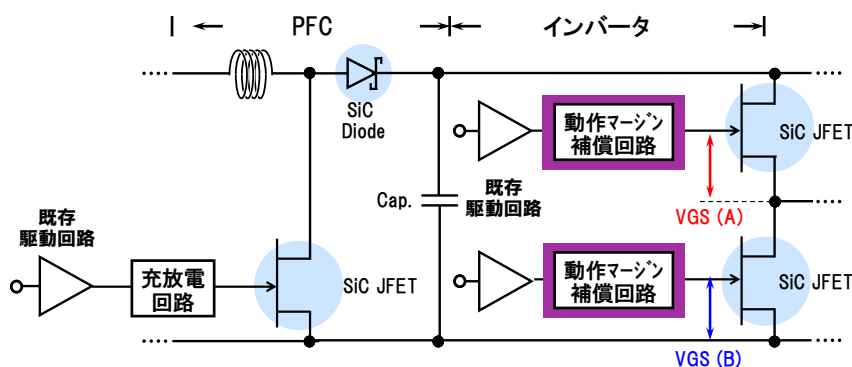 PFC
インバータ
SiC
Diode
動作マージン
補償回路
SiC JFET
Cap.
既存
駆動回路
VGS (A)
既存
駆動回路
充放電
回路
SiC JFET
動作マージン
補償回路
SiC JFET
VGS (B)